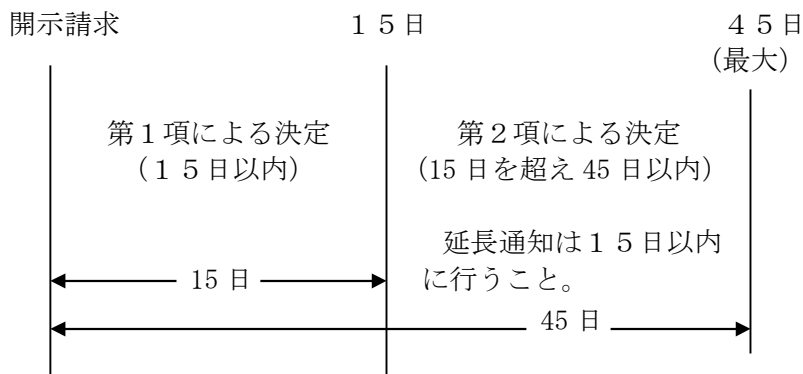 開示請求
１５日
４５日
（最大）
第１項による決定
（１５日以内）
第２項による決定
（15 日を超え 45 日以内）
延長通知は１５日以内
に行うこと。
15 日
45 日